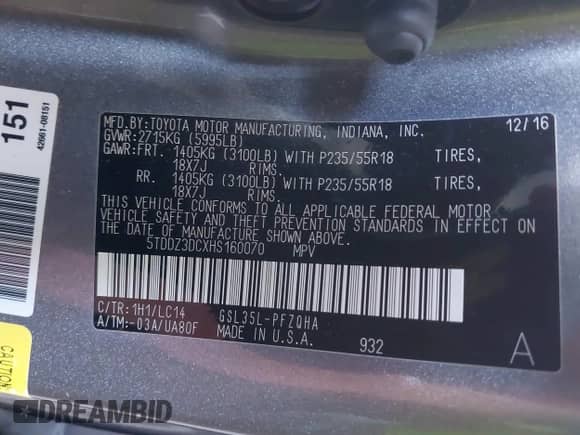 MFD.BY:TOYOTA MOTOR MANUFACTURING, INDIANA, INC. 12/16
GVWR:2715KG (5995LB)
GAWR:FRT. 1405KG (3100LB) WITH P235/55R18 TIRES,
18X7J RIMS.
RR. 1405KG (3100LB) WITH P235/55R18 TIRES,
18X7J RIMS.
THIS VEHICLE CONFORMS TO ALL APPLICABLE FEDERAL MOTOR
VEHICLE SAFETY AND THEFT PREVENTION STANDARDS IN EFFECT ON
THE DATE OF MANUFACTURE SHOWN ABOVE.
5TDDZ3DCXHS160070 MPV
C/TR:1H1/LC14 GSL35L-PFZQHA
A/TM:-03A/UA80F MADE IN U.S.A. 932 A
151
42661-08151
CAUTION
DREAMBID